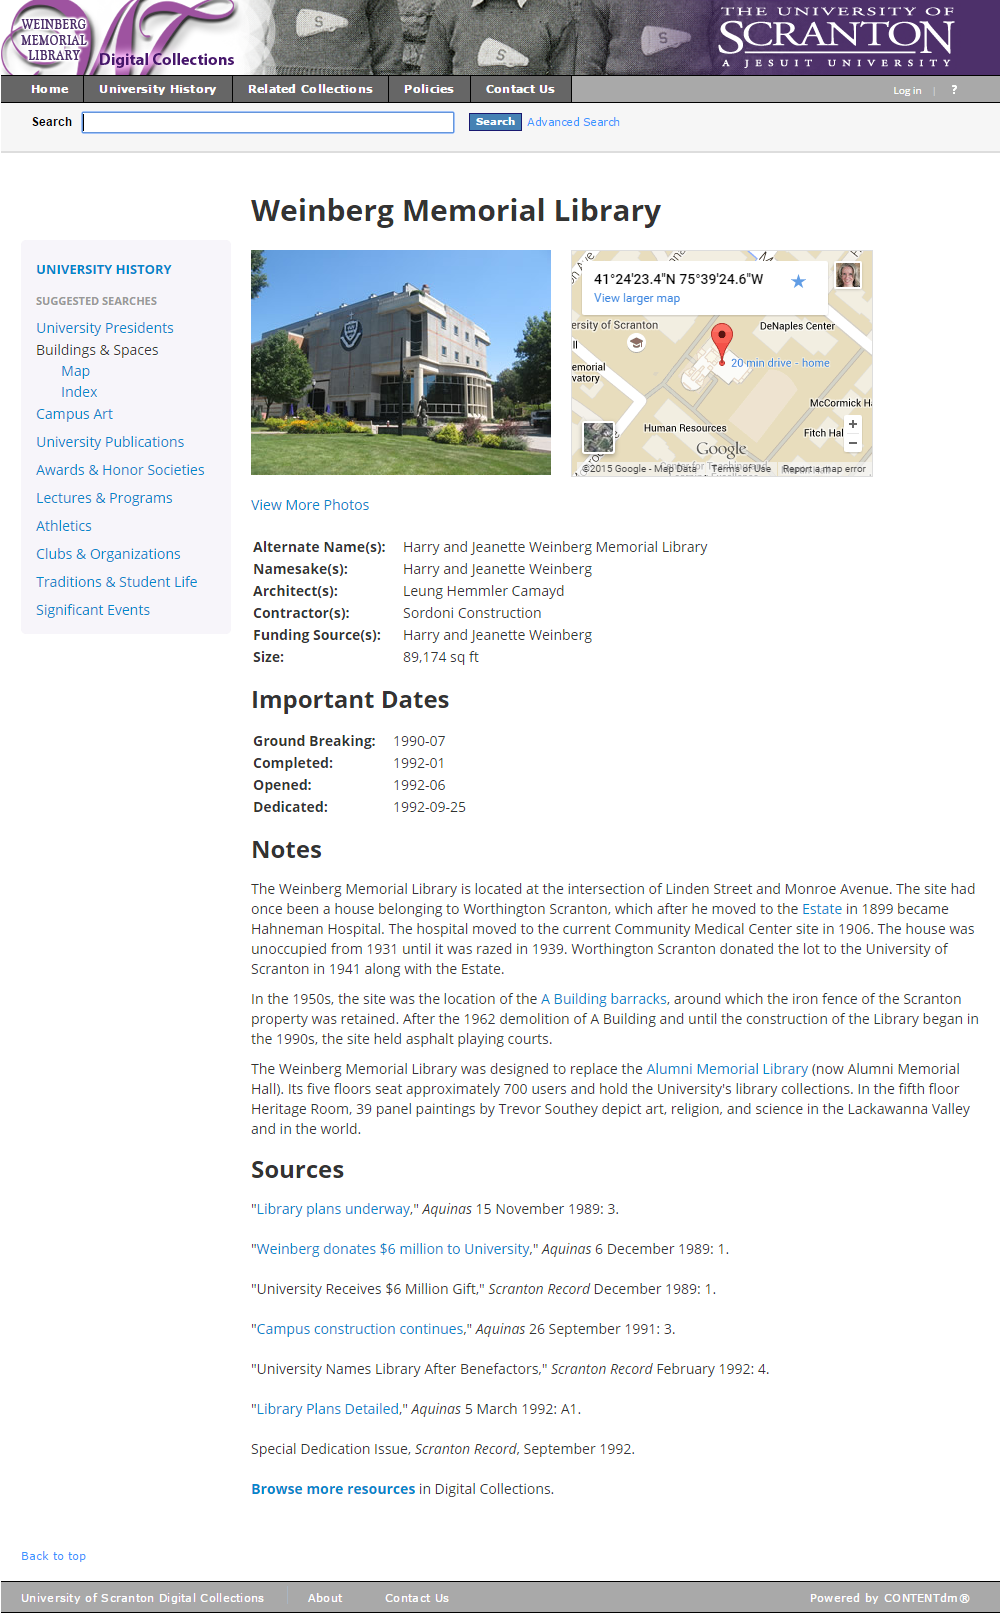 WEINBERG
MEMORIAL
LIBRARY
Digital Collections
S
S
S
THE UNIVERSITY OF
SCRANTON
A JESUIT UNIVERSITY
Home University History Related Collections Policies Contact Us Log in | ?
Search Search Advanced Search
Weinberg Memorial Library
UNIVERSITY HISTORY
SUGGESTED SEARCHES
University Presidents
Buildings & Spaces
Map
Index
Campus Art
University Publications
Awards & Honor Societies
Lectures & Programs
Athletics
Clubs & Organizations
Traditions & Student Life
Significant Events
41°24'23.4"N 75°39'24.6"W
View larger map
ersity of Scranton
DeNaples Center
ll
emorial
vatory
20 min drive - home
McCormick Ha
Human Resources
Fitch Hal
Google
©2015 Google - Map Data Terms of Use Report a map error
View More Photos
Alternate Name(s): Harry and Jeanette Weinberg Memorial Library
Namesake(s): Harry and Jeanette Weinberg
Architect(s): Leung Hemmler Camayd
Contractor(s): Sordoni Construction
Funding Source(s): Harry and Jeanette Weinberg
Size: 89,174 sq ft
Important Dates
Ground Breaking: 1990-07
Completed: 1992-01
Opened: 1992-06
Dedicated: 1992-09-25
Notes
The Weinberg Memorial Library is located at the intersection of Linden Street and Monroe Avenue. The site had
once been a house belonging to Worthington Scranton, which after he moved to the Estate in 1899 became
Hahneman Hospital. The hospital moved to the current Community Medical Center site in 1906. The house was
unoccupied from 1931 until it was razed in 1939. Worthington Scranton donated the lot to the University of
Scranton in 1941 along with the Estate.
In the 1950s, the site was the location of the A Building barracks, around which the iron fence of the Scranton
property was retained. After the 1962 demolition of A Building and until the construction of the Library began in
the 1990s, the site held asphalt playing courts.
The Weinberg Memorial Library was designed to replace the Alumni Memorial Library (now Alumni Memorial
Hall). Its five floors seat approximately 700 users and hold the University's library collections. In the fifth floor
Heritage Room, 39 panel paintings by Trevor Southey depict art, religion, and science in the Lackawanna Valley
and in the world.
Sources
"Library plans underway," Aquinas 15 November 1989: 3.
"Weinberg donates $6 million to University," Aquinas 6 December 1989: 1.
"University Receives $6 Million Gift," Scranton Record December 1989: 1.
"Campus construction continues," Aquinas 26 September 1991: 3.
"University Names Library After Benefactors," Scranton Record February 1992: 4.
"Library Plans Detailed," Aquinas 5 March 1992: A1.
Special Dedication Issue, Scranton Record, September 1992.
Browse more resources in Digital Collections.
Back to top
University of Scranton Digital Collections About Contact Us Powered by CONTENTdm®